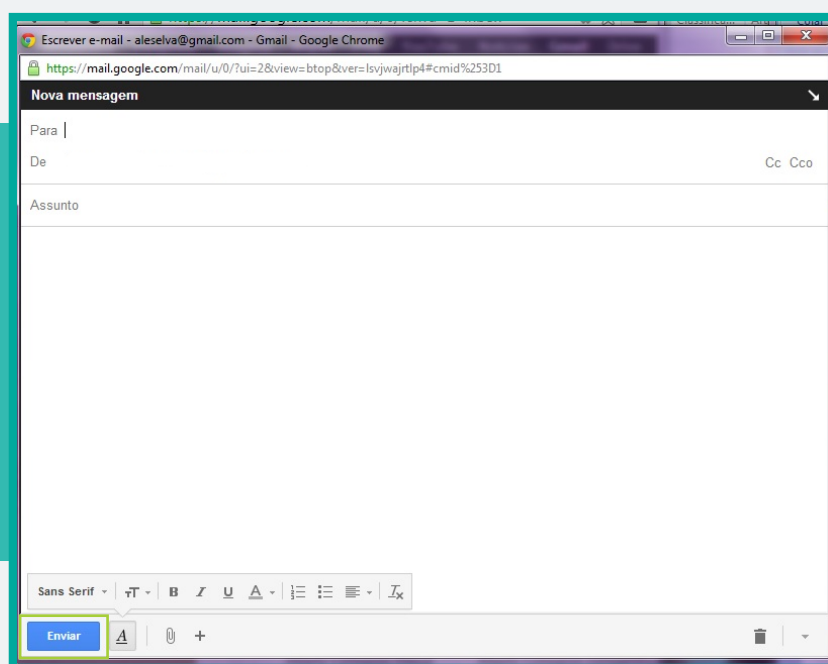 Escrever e-mail - aleselva@gmail.com - Gmail - Google Chrome
https://mail.google.com/mail/u/0/?ui=2&view=btop&ver=lsvjwajrtlp4#cmid%253D1
Nova mensagem
Para
De
Cc Cco
Assunto
Sans Serif
B I U A
Enviar
A